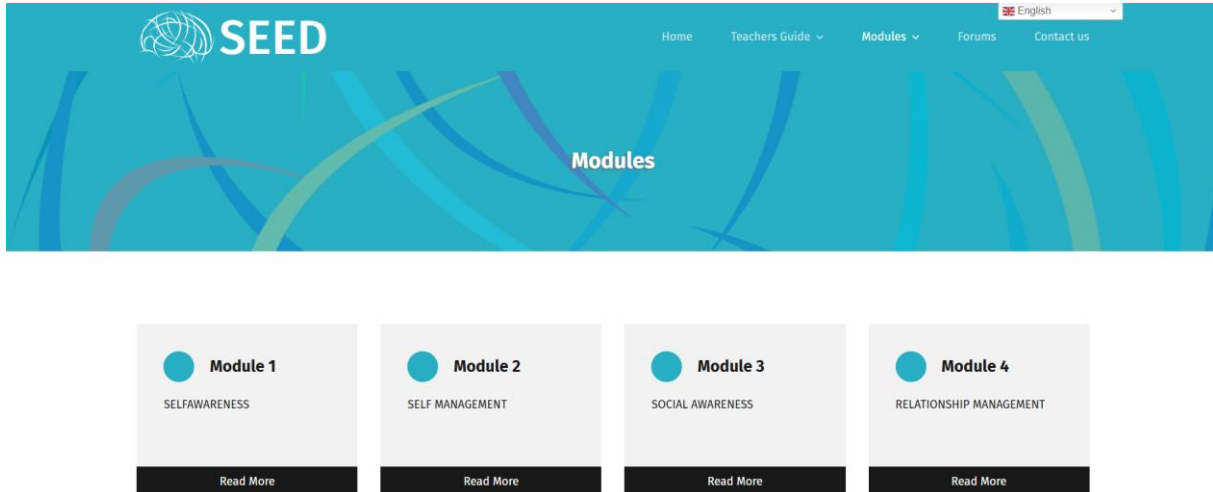 English
SEED
Home Teachers Guide Modules Forums Contact us
Modules
Module 1 Module 2 Module 3 Module 4
SELFAWARENESS SELF MANAGEMENT SOCIAL AWARENESS RELATIONSHIP MANAGEMENT
Read More Read More Read More Read More